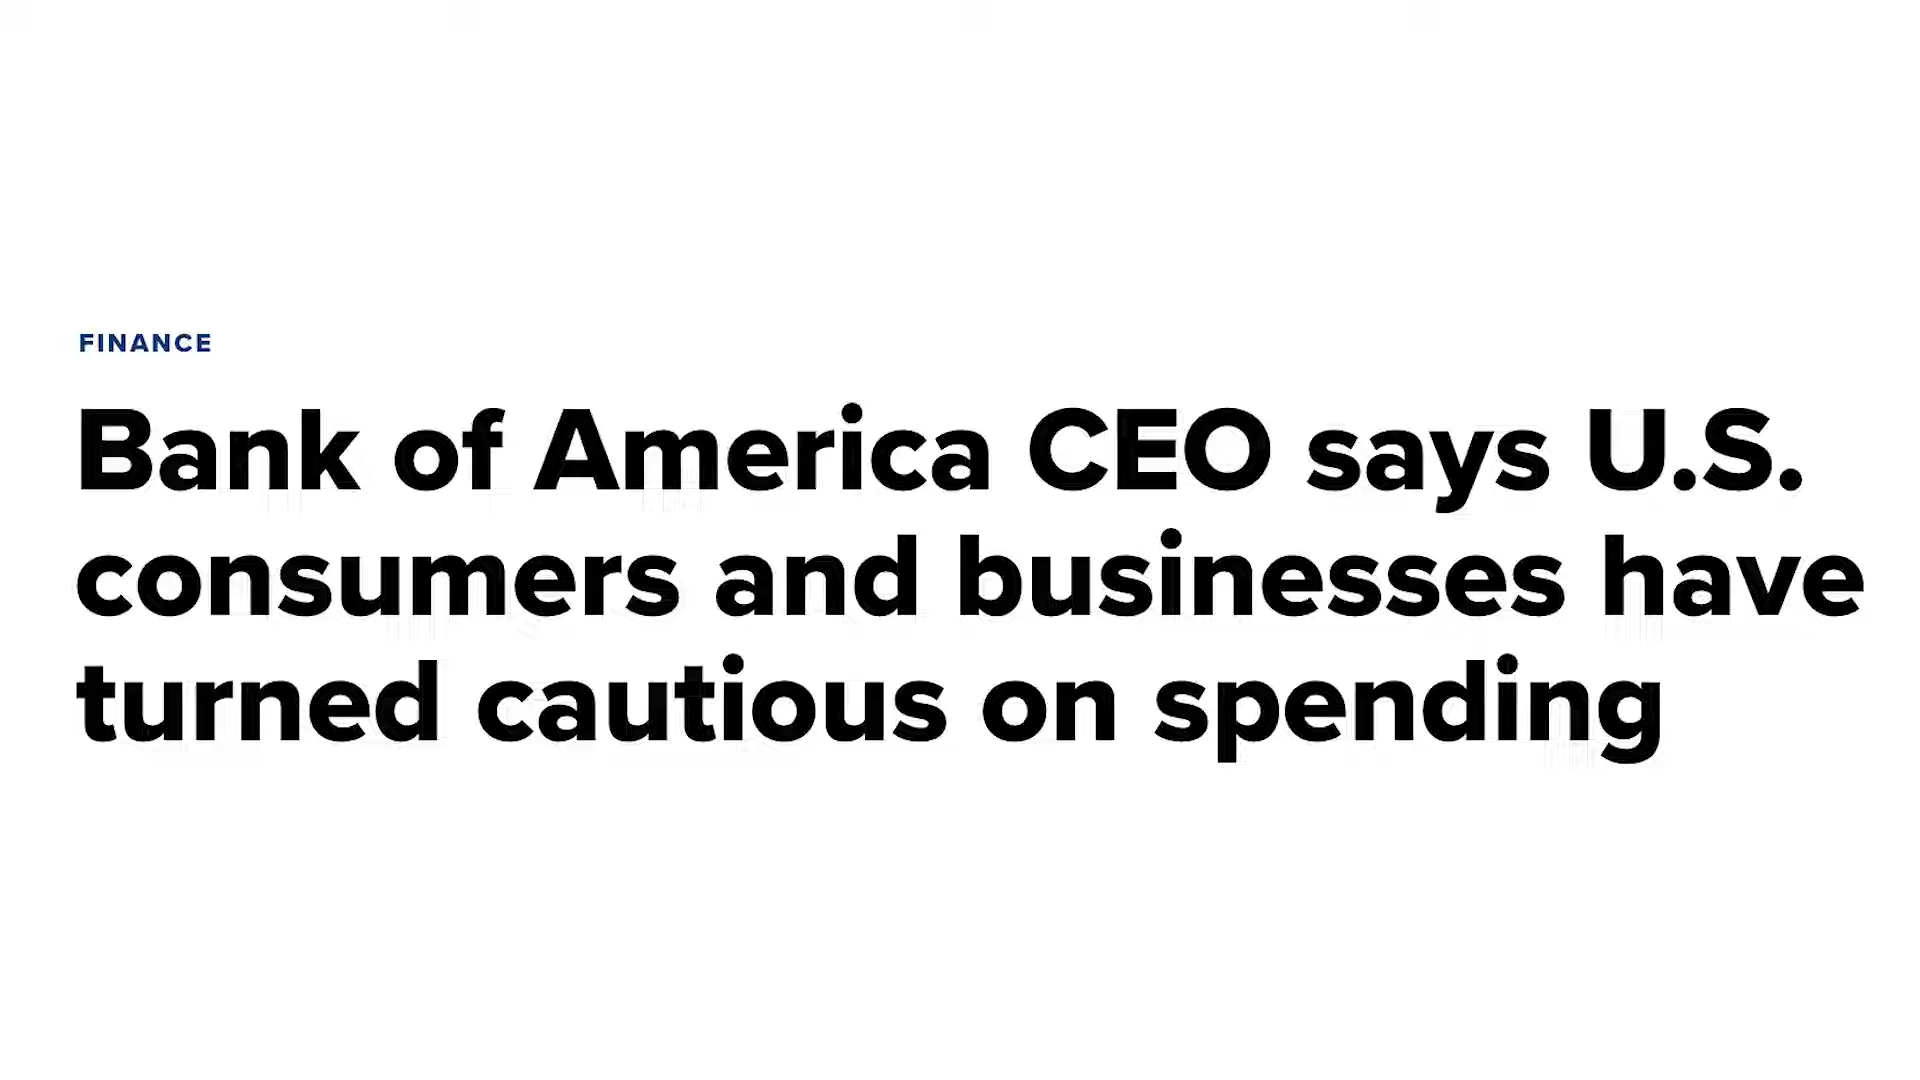 FINANCE
Bank of America CEO says U.S.
consumers and businesses have
turned cautious on spending